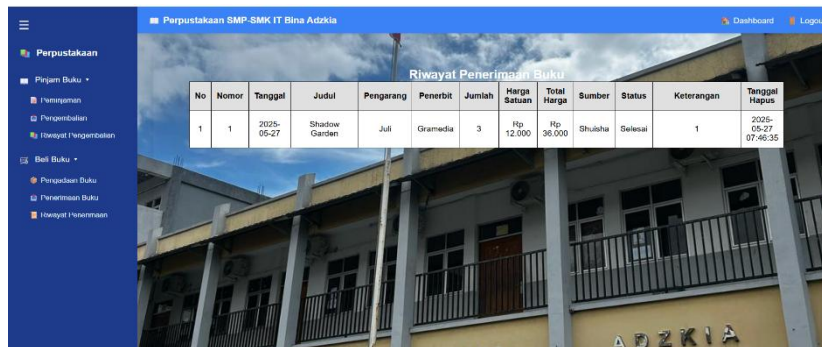 Perpustakaan SMP-SMK IT Bina Adzkia
Dashboard
Logou
Perpustakaan
Pinjam Buku
Peminjaman
Pengembalian
Riwayat Pengembalian
Beli Buku
Pengadaan Buku
Penerimaan Buku
Riwayat Penerimaan
Riwayat Penerimaan Buku
No Nomor Tanggal Judul Pengarang Penerbit Jumlah Harga Satuan Total Harga Sumber Status Keterangan Tanggal Hapus
1 1 2025-05-27 Shadow Garden Juli Gramedia 3 Rp 12.000 Rp 36.000 Shuisha Selesai 1 2025-05-27 07:46:35
ADZKIA